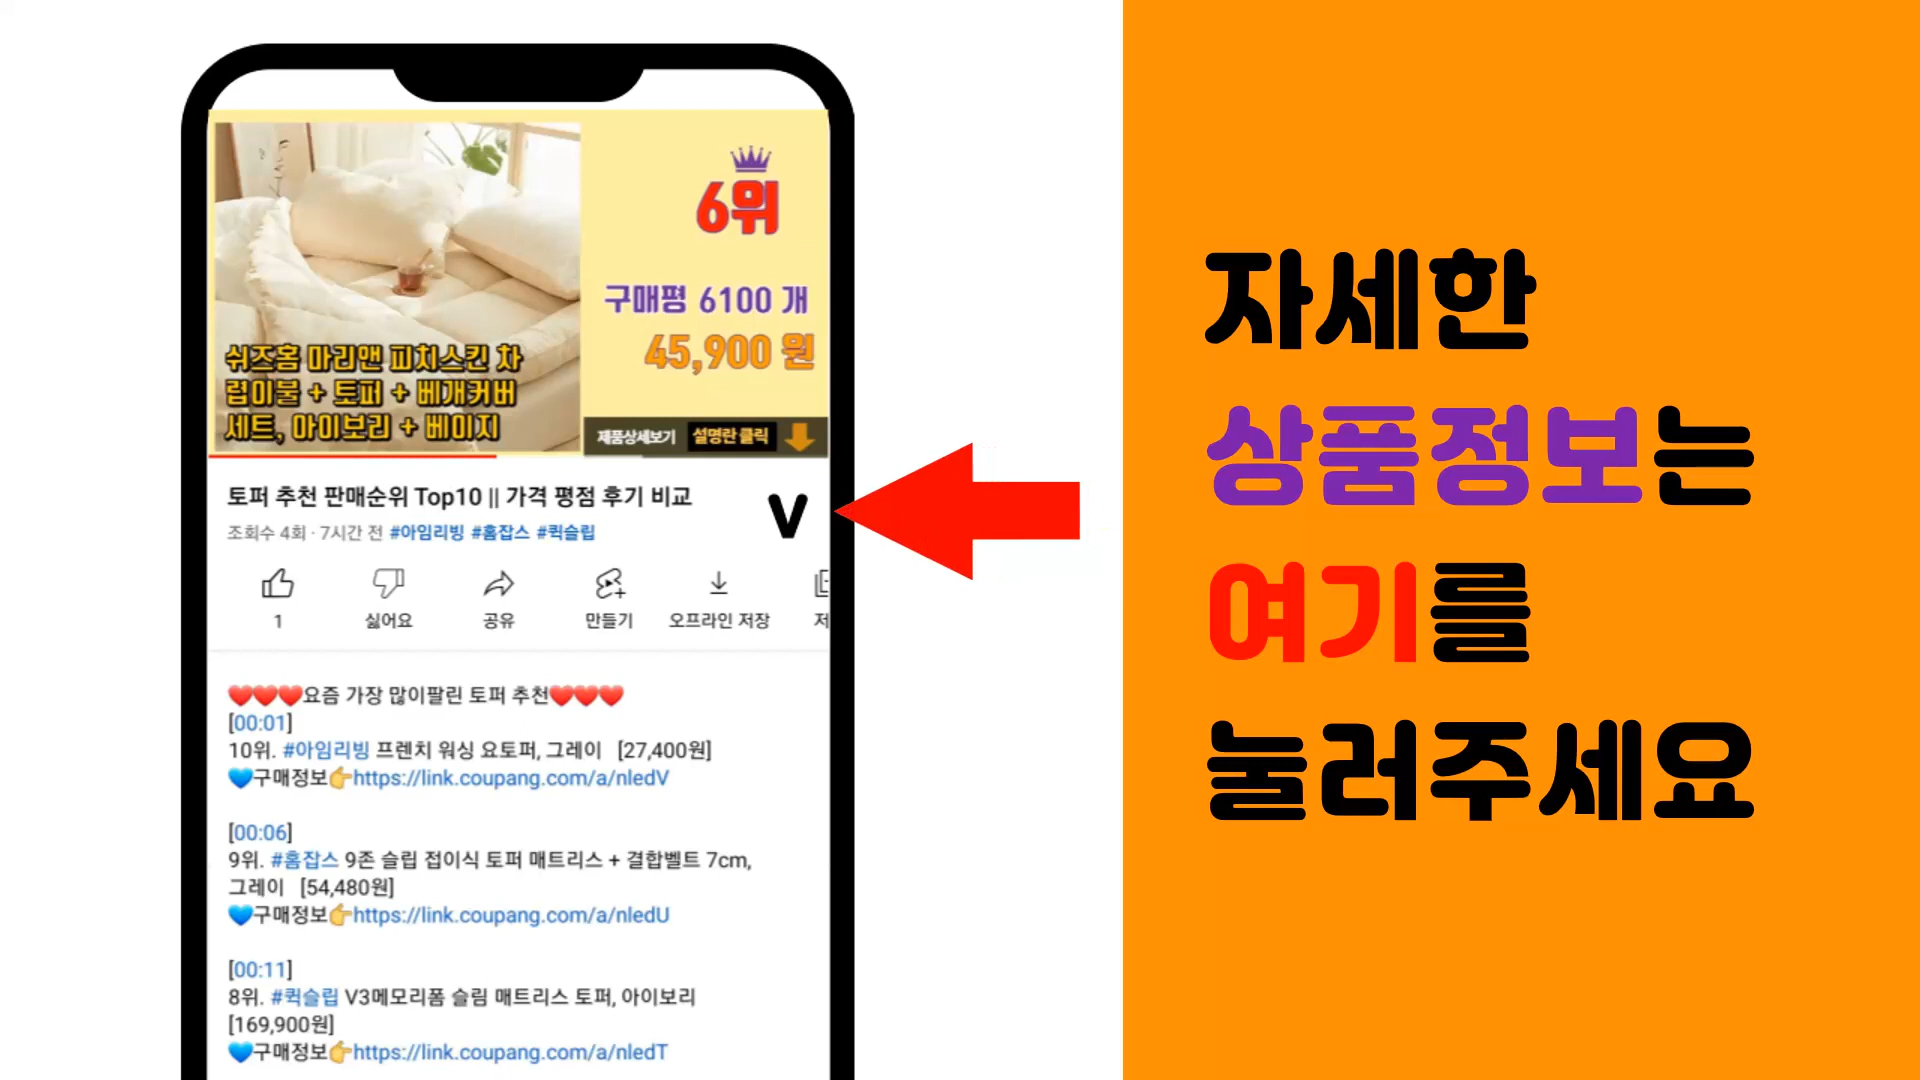 6위
구매평 6100 개
45,900 원
쉬즈홈 마리앤 피치스킨 차
렵이불 + 토퍼 + 베개커버
세트, 아이보리 + 베이지
제품상세보기 설명란 클릭
토퍼 추천 판매순위 Top10 || 가격 평점 후기 비교
V
조회수 4회 · 7시간 전 #아임리빙 #홈잡스 #퀵슬립
1 싫어요 공유 만들기 오프라인 저장 저
❤️❤️❤️요즘 가장 많이팔린 토퍼 추천❤️❤️❤️
[00:01]
10위. #아임리빙 프렌치 워싱 요토퍼, 그레이 [27,400원]
💙구매정보👉https://link.coupang.com/a/nledV
[00:06]
9위. #홈잡스 9존 슬립 접이식 토퍼 매트리스 + 결합벨트 7cm,
그레이 [54,480원]
💙구매정보👉https://link.coupang.com/a/nledU
[00:11]
8위. #퀵슬립 V3메모리폼 슬림 매트리스 토퍼, 아이보리
[169,900원]
💙구매정보👉https://link.coupang.com/a/nledT
자세한
상품정보는
여기를
눌러주세요